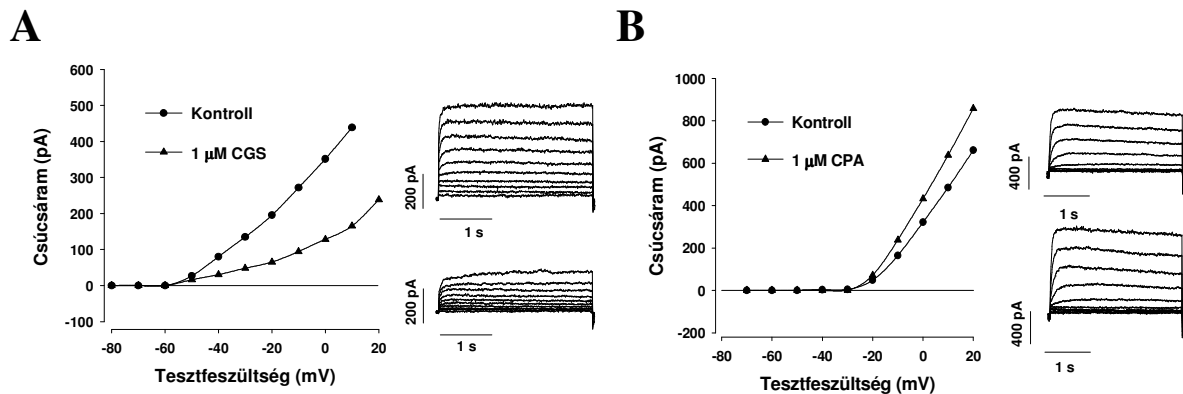 A
Csúcsáram (pA)
600
500
400
300
200
100
0
-100
Kontroll
1 µM CGS
-80 -60 -40 -20 0 20
Tesztfeszültség (mV)
200 pA
1 s
200 pA
1 s
B
Csúcsáram (pA)
1000
800
600
400
200
0
-200
Kontroll
1 µM CPA
-80 -60 -40 -20 0 20
Tesztfeszültség (mV)
400 pA
1 s
400 pA
1 s